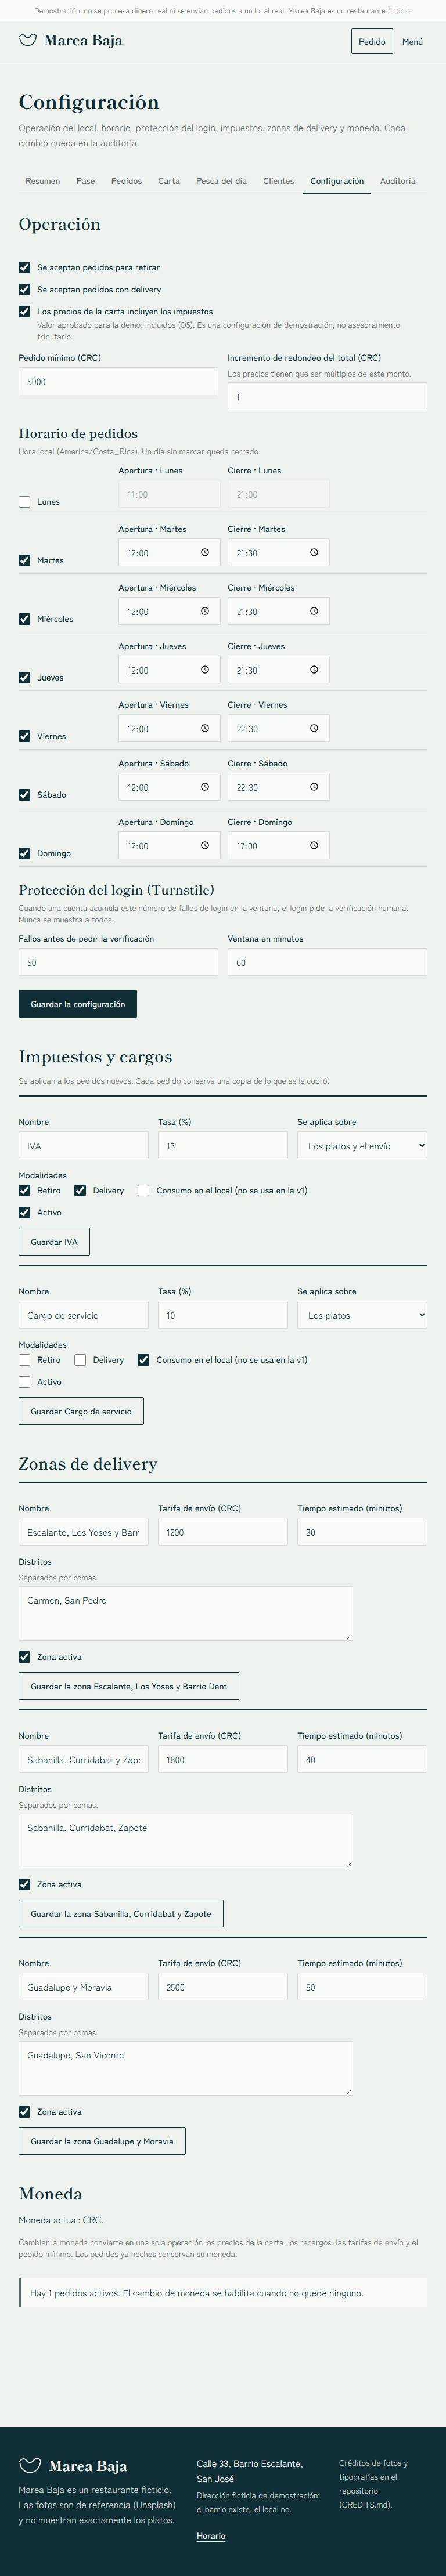 Demostración: no se procesa dinero real ni se envían pedidos a un local real. Marea Baja es un restaurante ficticio.
Marea Baja
Pedido
Menú
Configuración
Operación del local, horario, protección del login, impuestos, zonas de delivery y moneda. Cada
cambio queda en la auditoría.
Resumen
Pase
Pedidos
Carta
Pesca del día
Clientes
Configuración
Auditoría
Operación
Se aceptan pedidos para retirar
Se aceptan pedidos con delivery
Los precios de la carta incluyen los impuestos
Valor aprobado para la demo: incluidos (D5). Es una configuración de demostración, no asesoramiento
tributario.
Pedido mínimo (CRC)
5000
Incremento de redondeo del total (CRC)
Los precios tienen que ser múltiplos de este monto.
1
Horario de pedidos
Hora local (America/Costa_Rica). Un día sin marcar queda cerrado.
Lunes
Apertura · Lunes
11:00
Cierre · Lunes
21:00
Martes
Apertura · Martes
12:00
Cierre · Martes
21:30
Miércoles
Apertura · Miércoles
12:00
Cierre · Miércoles
21:30
Jueves
Apertura · Jueves
12:00
Cierre · Jueves
21:30
Viernes
Apertura · Viernes
12:00
Cierre · Viernes
22:30
Sábado
Apertura · Sábado
12:00
Cierre · Sábado
22:30
Domingo
Apertura · Domingo
12:00
Cierre · Domingo
17:00
Protección del login (Turnstile)
Cuando una cuenta acumula este número de fallos de login en la ventana, el login pide la verificación humana.
Nunca se muestra a todos.
Fallos antes de pedir la verificación
50
Ventana en minutos
60
Guardar la configuración
Impuestos y cargos
Se aplican a los pedidos nuevos. Cada pedido conserva una copia de lo que se le cobró.
Nombre
IVA
Tasa (%)
13
Se aplica sobre
Los platos y el envío
Modalidades
Retiro
Delivery
Consumo en el local (no se usa en la v1)
Activo
Guardar IVA
Nombre
Cargo de servicio
Tasa (%)
10
Se aplica sobre
Los platos
Modalidades
Retiro
Delivery
Consumo en el local (no se usa en la v1)
Activo
Guardar Cargo de servicio
Zonas de delivery
Nombre
Escalante, Los Yoses y Barr
Tarifa de envío (CRC)
1200
Tiempo estimado (minutos)
30
Distritos
Separados por comas.
Carmen, San Pedro
Zona activa
Guardar la zona Escalante, Los Yoses y Barrio Dent
Nombre
Sabanilla, Curridabat y Zapo
Tarifa de envío (CRC)
1800
Tiempo estimado (minutos)
40
Distritos
Separados por comas.
Sabanilla, Curridabat, Zapote
Zona activa
Guardar la zona Sabanilla, Curridabat y Zapote
Nombre
Guadalupe y Moravia
Tarifa de envío (CRC)
2500
Tiempo estimado (minutos)
50
Distritos
Separados por comas.
Guadalupe, San Vicente
Zona activa
Guardar la zona Guadalupe y Moravia
Moneda
Moneda actual: CRC.
Cambiar la moneda convierte en una sola operación los precios de la carta, los recargos, las tarifas de envío y el
pedido mínimo. Los pedidos ya hechos conservan su moneda.
Hay 1 pedidos activos. El cambio de moneda se habilita cuando no quede ninguno.
Marea Baja
Marea Baja es un restaurante ficticio.
Las fotos son de referencia (Unsplash)
y no muestran exactamente los platos.
Calle 33, Barrio Escalante,
San José
Dirección ficticia de demostración:
el barrio existe, el local no.
Horario
Créditos de fotos y
tipografías en el
repositorio
(CREDITS.md).